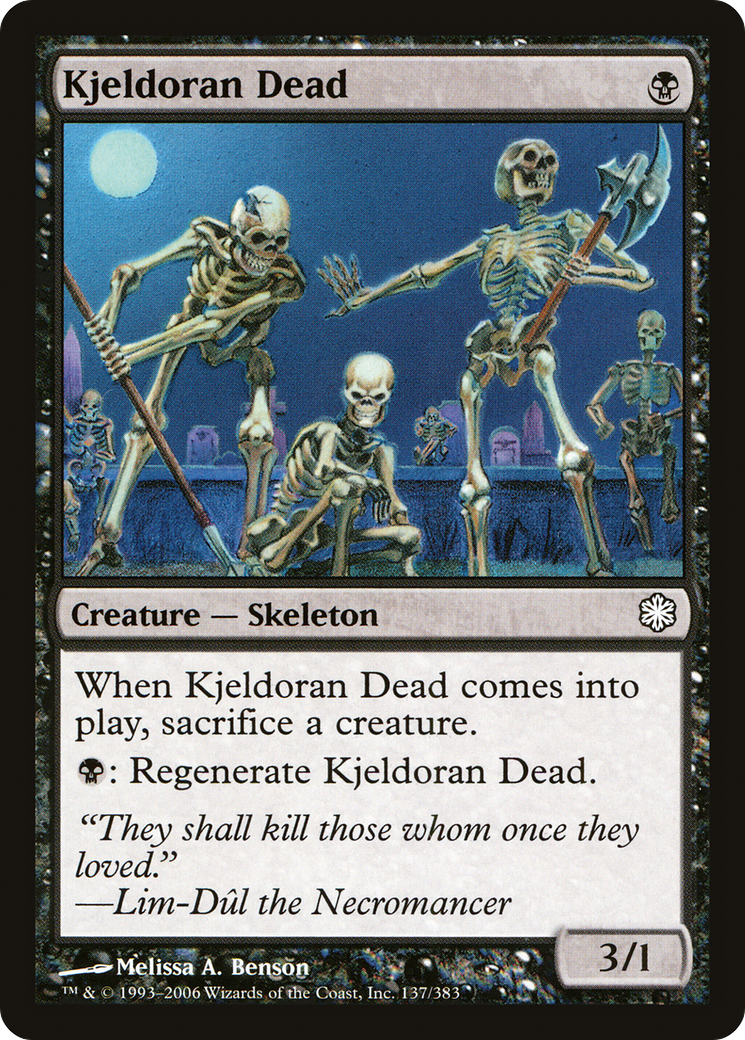 Kjeldoran Dead
Creature — Skeleton
When Kjeldoran Dead comes into
play, sacrifice a creature.
: Regenerate Kjeldoran Dead.
“They shall kill those whom once they
loved.”
—Lim-Dûl the Necromancer
3/1
Melissa A. Benson
™ & © 1993–2006 Wizards of the Coast, Inc. 137/383